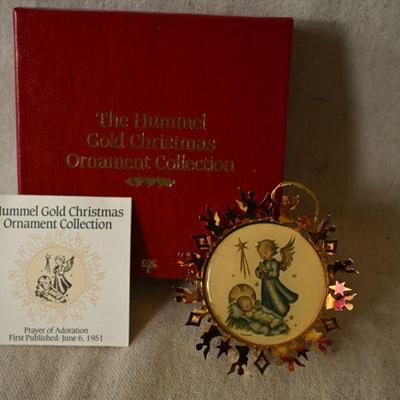 The Hummel
Gold Christmas
Ornament Collection
Hummel Gold Christmas
Ornament Collection
Prayer of Adoration
First Published: June 6, 1951